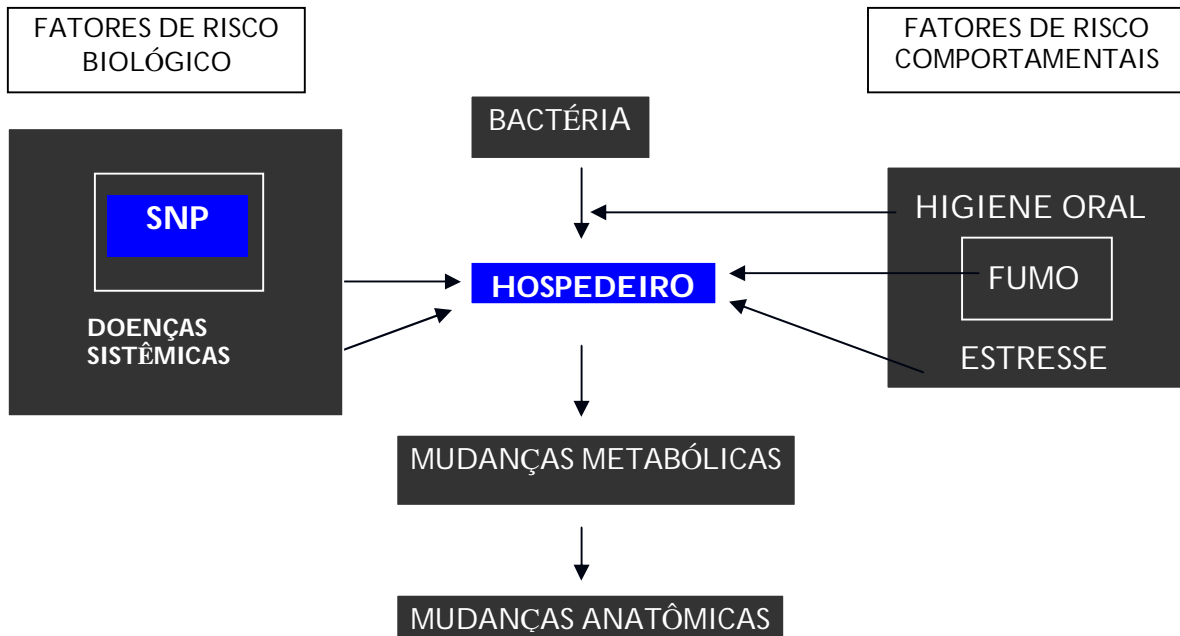 FATORES DE RISCO
BIOLÓGICO
FATORES DE RISCO
COMPORTAMENTAIS
BACTÉRIA
SNP
DOENÇAS
SISTÊMICAS
HOSPEDEIRO
HIGIENE ORAL
FUMO
ESTRESSE
MUDANÇAS METABÓLICAS
MUDANÇAS ANATÔMICAS